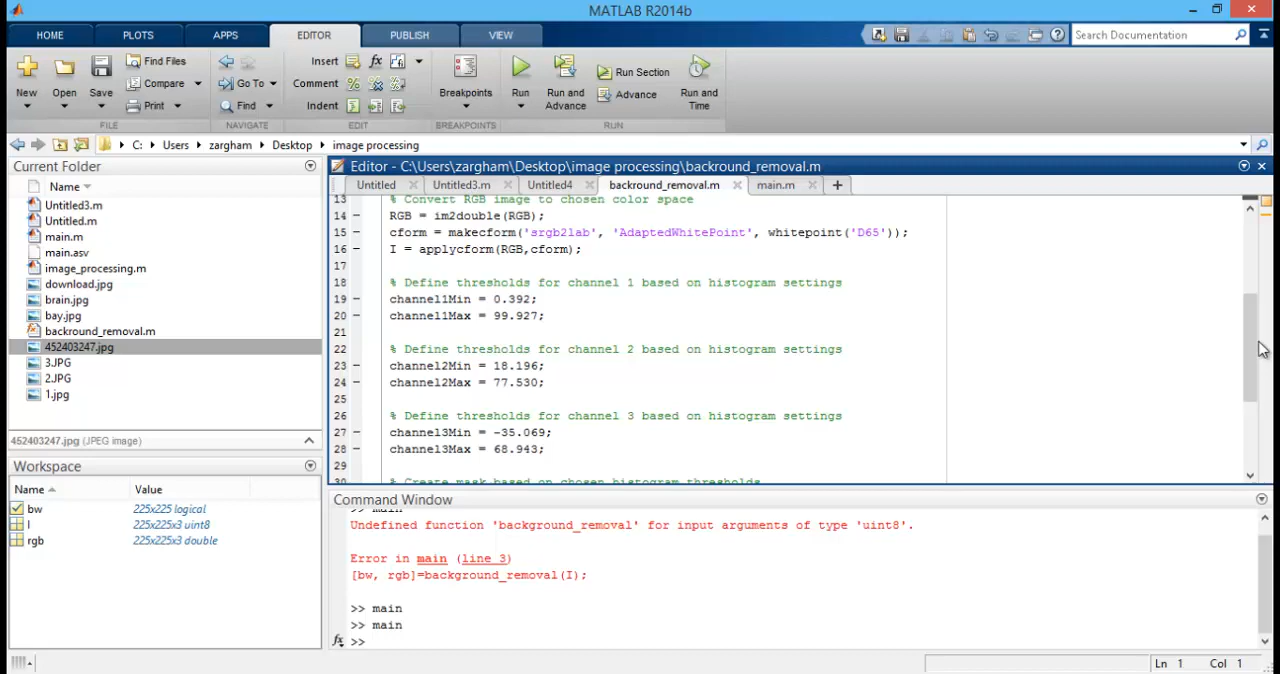 MATLAB R2014b
HOME PLOTS APPS EDITOR PUBLISH VIEW
Search Documentation
New Open Save Find Files Compare Print
Insert Comment Indent
Go To Find
Breakpoints
Run Run and Advance Run Section Advance Run and Time
FILE NAVIGATE EDIT BREAKPOINTS RUN
C: Users zargham Desktop image processing
Current Folder
Name
Untitled3.m
Untitled.m
main.m
main.asv
image_processing.m
download.jpg
brain.jpg
bay.jpg
backround_removal.m
452403247.jpg
3.JPG
2.JPG
1.jpg
452403247.jpg (JPEG image)
Workspace
Name Value
bw 225x225 logical
I 225x225x3 uint8
rgb 225x225x3 double
Editor - C:\Users\zargham\Desktop\image processing\backround_removal.m
Untitled Untitled3.m Untitled4 backround_removal.m main.m
13 % Convert RGB image to chosen color space
14 RGB = im2double(RGB);
15 cform = makecform('srgb2lab', 'AdaptedWhitePoint', whitepoint('D65'));
16 I = applycform(RGB,cform);
17
18 % Define thresholds for channel 1 based on histogram settings
19 channel1Min = 0.392;
20 channel1Max = 99.927;
21
22 % Define thresholds for channel 2 based on histogram settings
23 channel2Min = 18.196;
24 channel2Max = 77.530;
25
26 % Define thresholds for channel 3 based on histogram settings
27 channel3Min = -35.069;
28 channel3Max = 68.943;
29
30 % Create mask based on chosen histogram thresholds
Command Window
>> main
Undefined function 'background_removal' for input arguments of type 'uint8'.
Error in main (line 3)
[bw, rgb]=background_removal(I);
>> main
>> main
fx >>
Ln 1 Col 1